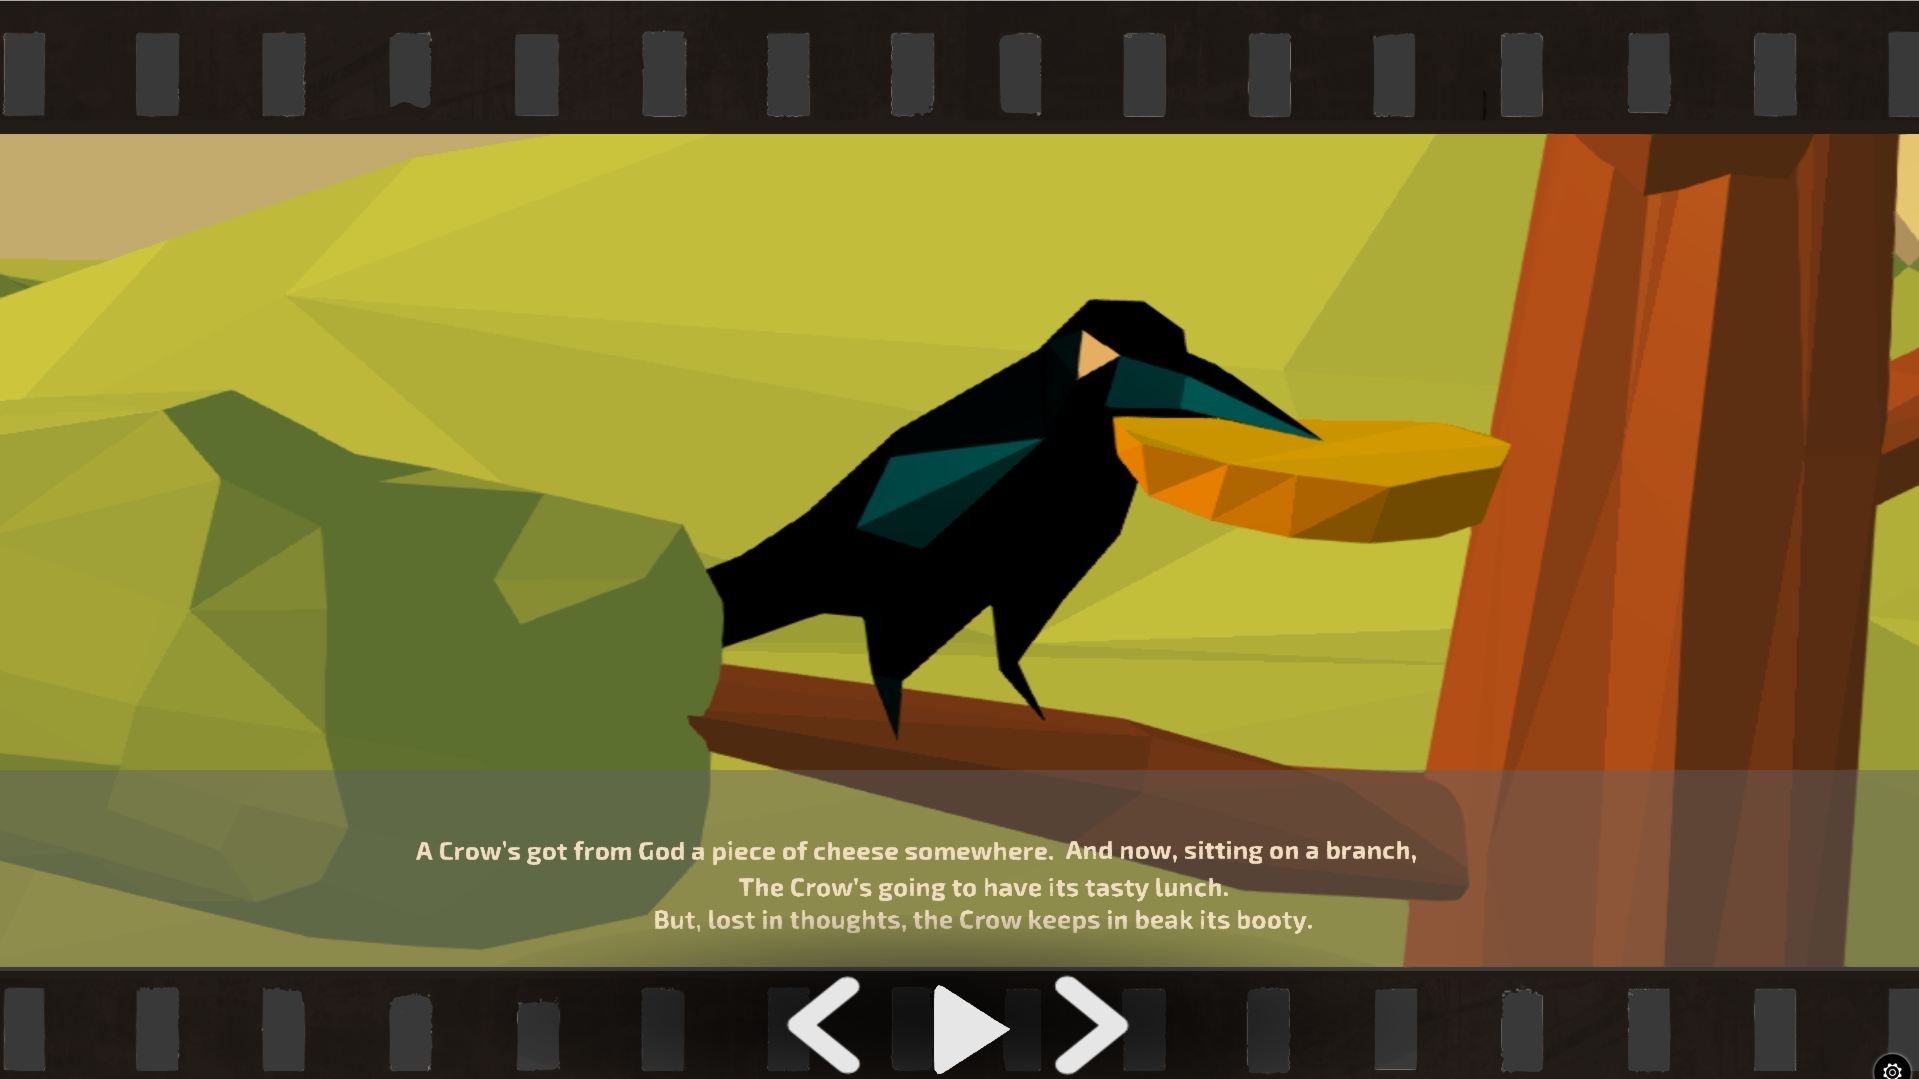 A Crow's got from God a piece of cheese somewhere. And now, sitting on a branch,
The Crow's going to have its tasty lunch.
But, lost in thoughts, the Crow keeps in beak its booty.